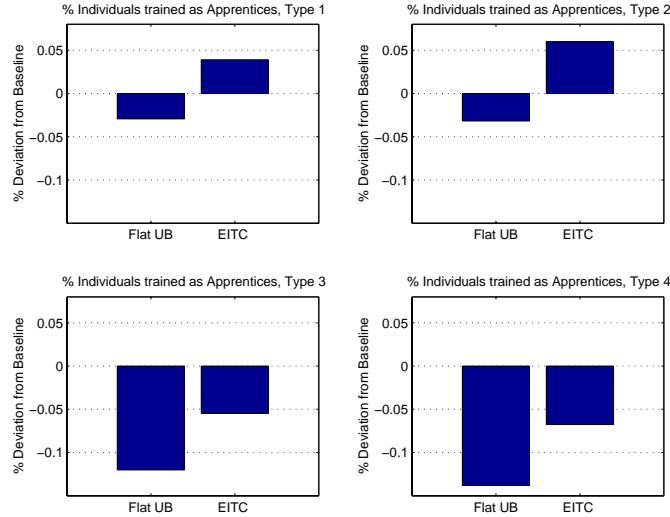 % Individuals trained as Apprentices, Type 1
% Deviation from Baseline
0.05
0
−0.05
−0.1
Flat UB
EITC
% Individuals trained as Apprentices, Type 2
% Deviation from Baseline
0.05
0
−0.05
−0.1
Flat UB
EITC
% Individuals trained as Apprentices, Type 3
% Deviation from Baseline
0.05
0
−0.05
−0.1
Flat UB
EITC
% Individuals trained as Apprentices, Type 4
% Deviation from Baseline
0.05
0
−0.05
−0.1
Flat UB
EITC